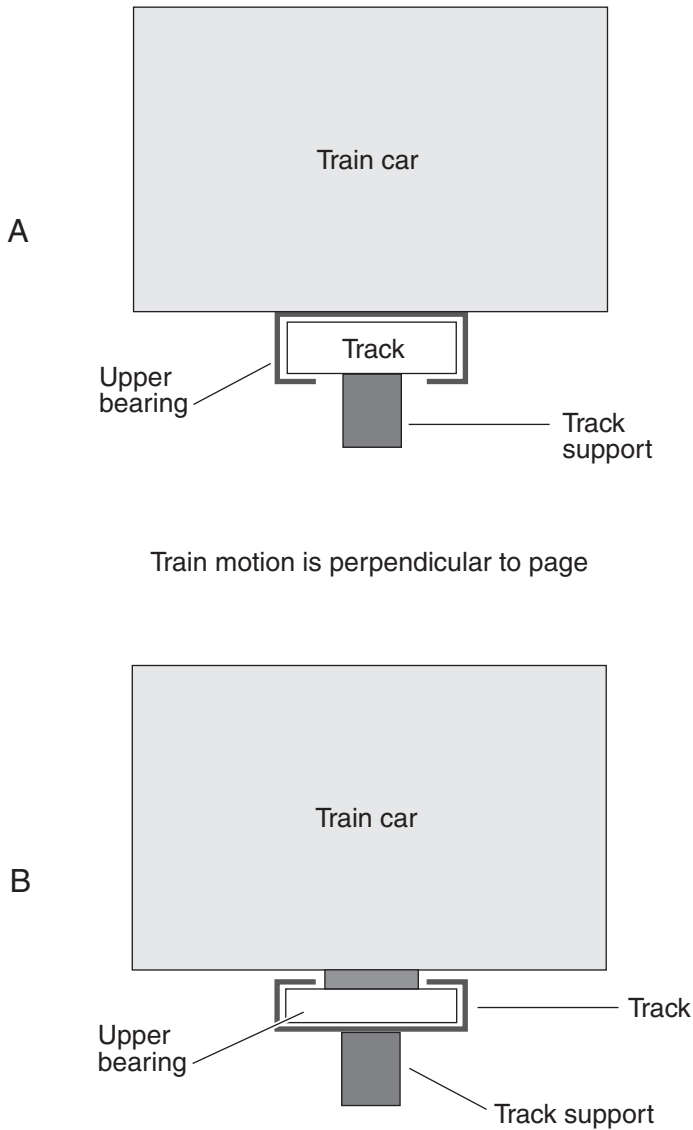 A
Train car
Track
Upper
bearing
Track
support
Train motion is perpendicular to page
B
Train car
Track
Upper
bearing
Track support